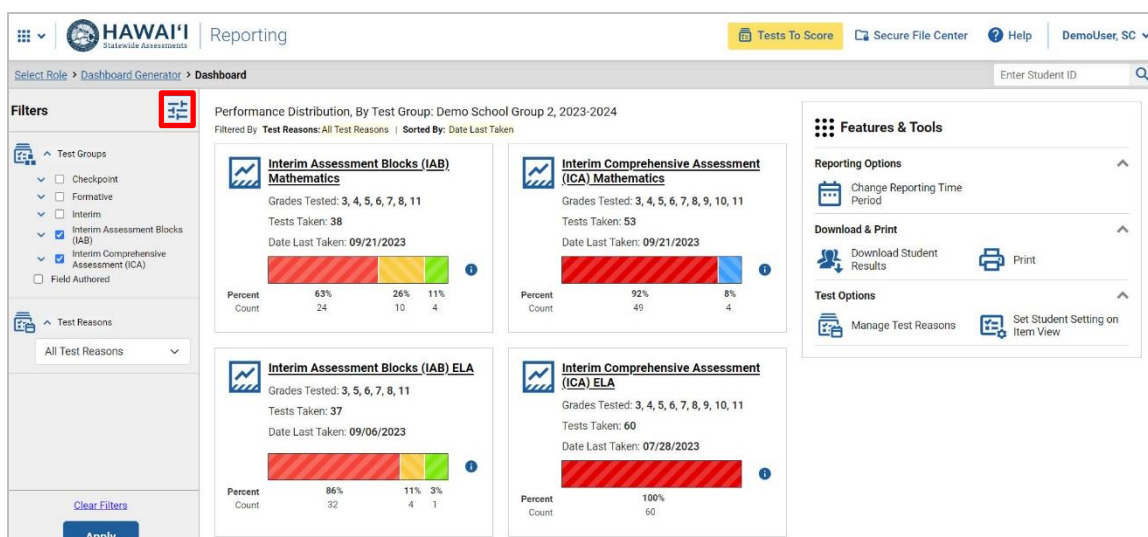 HAWAI'I
Statewide Assessments
Reporting
Tests To Score
Secure File Center
Help
DemoUser, SC
Select Role > Dashboard Generator > Dashboard
Enter Student ID
Filters
Test Groups
Checkpoint
Formative
Interim
Interim Assessment Blocks
(IAB)
Interim Comprehensive
Assessment (ICA)
Field Authored
Test Reasons
All Test Reasons
Clear Filters
Apply
Performance Distribution, By Test Group: Demo School Group 2, 2023-2024
Filtered By Test Reasons: All Test Reasons | Sorted By: Date Last Taken
Interim Assessment Blocks (IAB)
Mathematics
Grades Tested: 3, 4, 5, 6, 7, 8, 11
Tests Taken: 38
Date Last Taken: 09/21/2023
Percent 63% 26% 11%
Count 24 10 4
Interim Comprehensive Assessment
(ICA) Mathematics
Grades Tested: 3, 4, 5, 6, 7, 8, 9, 10, 11
Tests Taken: 53
Date Last Taken: 09/21/2023
Percent 92% 8%
Count 49 4
Interim Assessment Blocks (IAB) ELA
Grades Tested: 3, 5, 6, 7, 8, 11
Tests Taken: 37
Date Last Taken: 09/06/2023
Percent 86% 11% 3%
Count 32 4 1
Interim Comprehensive Assessment
(ICA) ELA
Grades Tested: 3, 4, 5, 6, 7, 8, 9, 10, 11
Tests Taken: 60
Date Last Taken: 07/28/2023
Percent 100%
Count 60
Features & Tools
Reporting Options
Change Reporting Time
Period
Download & Print
Download Student
Results
Print
Test Options
Manage Test Reasons
Set Student Setting on
Item View